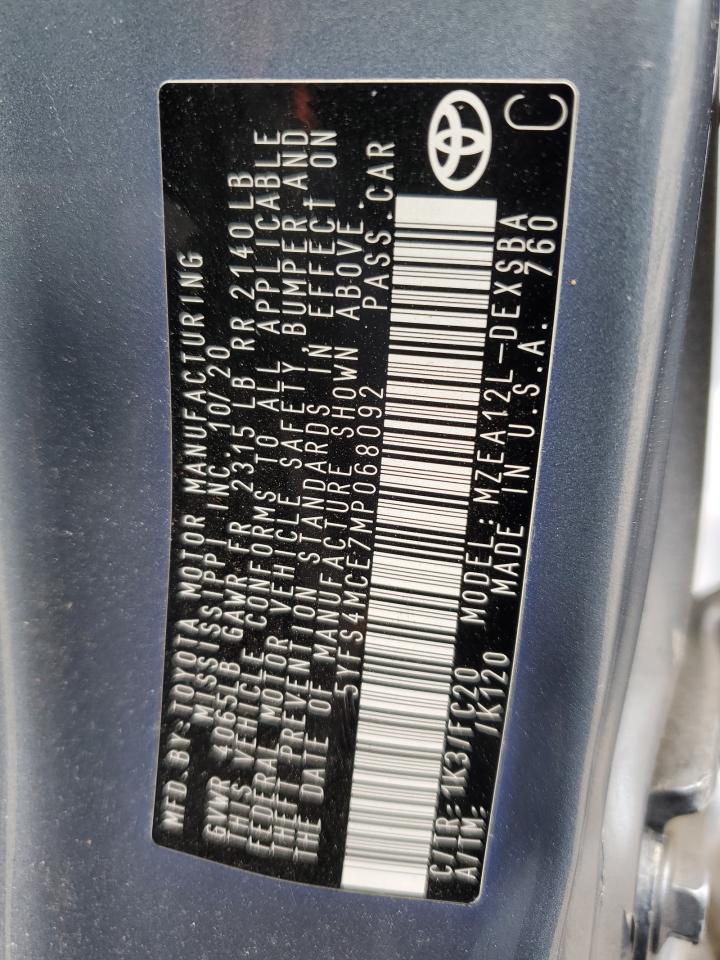 MFD.BY:TOYOTA MOTOR MANUFACTURING
MISSISSIPPI INC. 10/20
GVWR 4065LB GAWR FR 2315 LB RR 2140 LB
THIS VEHICLE CONFORMS TO ALL APPLICABLE
FEDERAL MOTOR VEHICLE SAFETY, BUMPER AND
THEFT PREVENTION STANDARDS IN EFFECT ON
THE DATE OF MANUFACTURE SHOWN ABOVE.
5YFS4MCE7MP068092 PASS.CAR
C/TR: 1K3/FC20 MODEL: MZEA12L-DEXSBA
A/TM: /K120 MADE IN U.S.A. 760
C